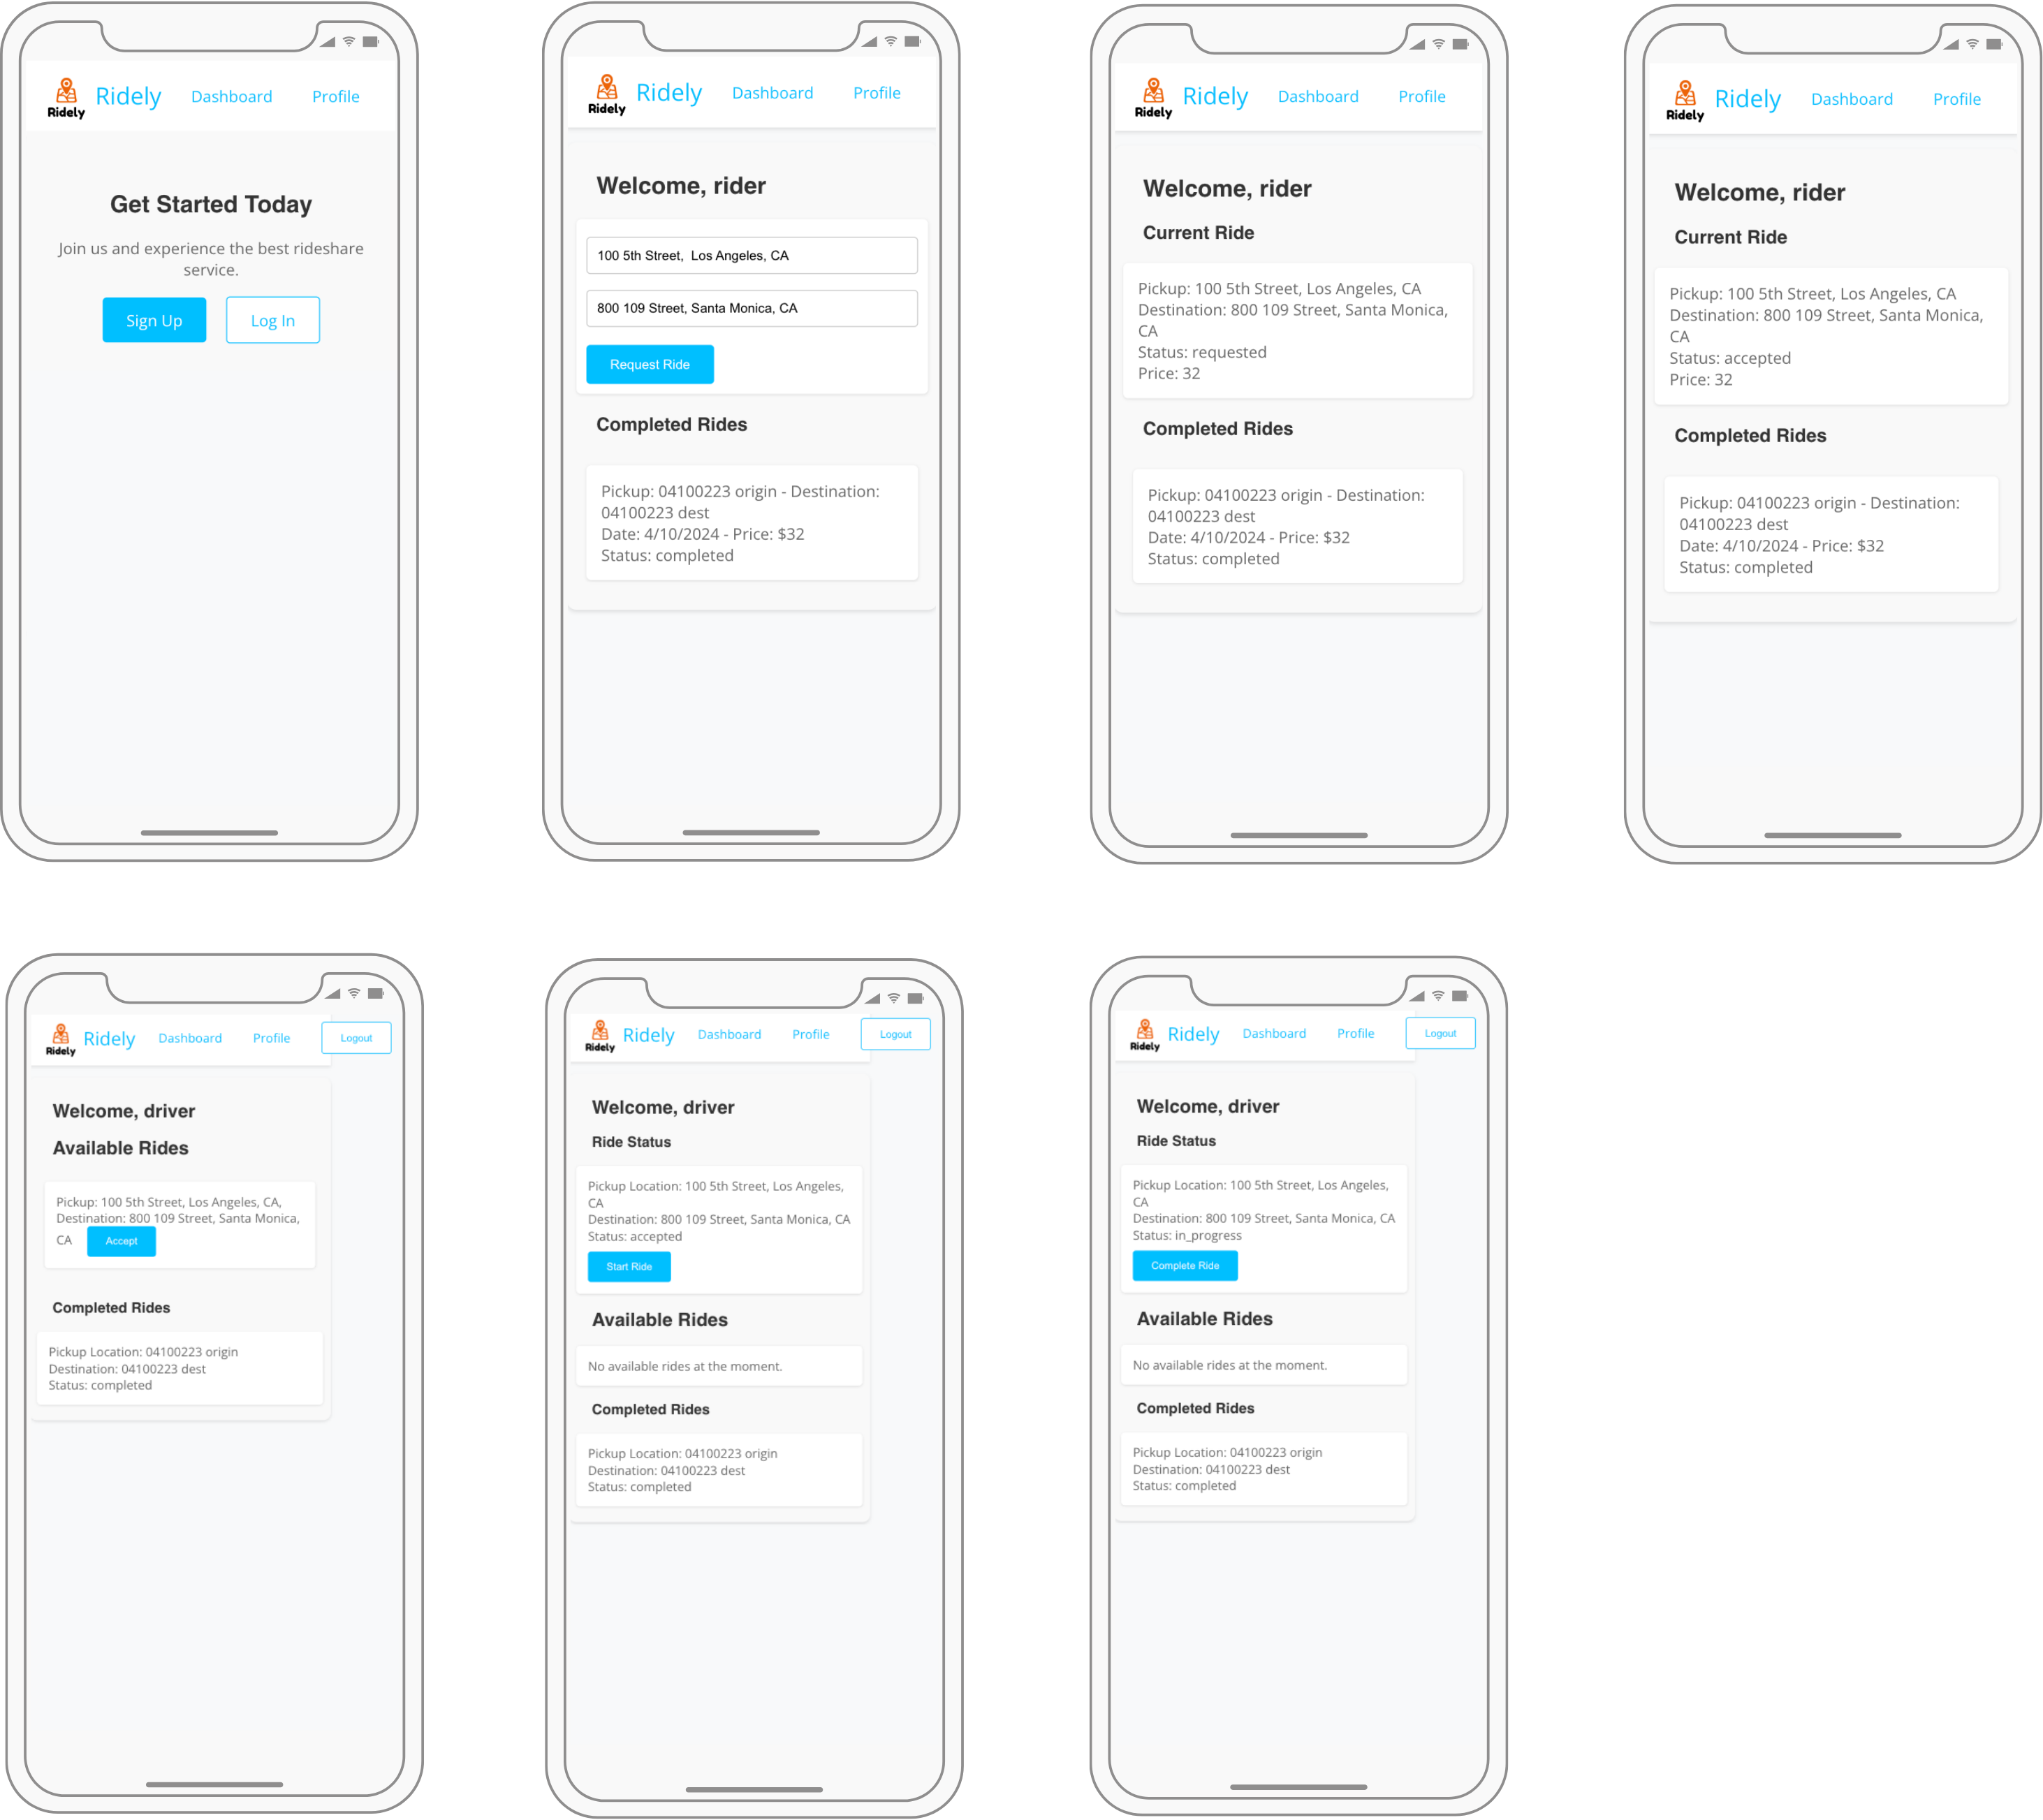 Ridely
Ridely Dashboard Profile
Get Started Today
Join us and experience the best rideshare
service.
Sign Up Log In
Ridely
Ridely Dashboard Profile
Welcome, rider
100 5th Street,  Los Angeles, CA
800 109 Street, Santa Monica, CA
Request Ride
Completed Rides
Pickup: 04100223 origin - Destination:
04100223 dest
Date: 4/10/2024 - Price: $32
Status: completed
Ridely
Ridely Dashboard Profile
Welcome, rider
Current Ride
Pickup: 100 5th Street, Los Angeles, CA
Destination: 800 109 Street, Santa Monica,
CA
Status: requested
Price: 32
Completed Rides
Pickup: 04100223 origin - Destination:
04100223 dest
Date: 4/10/2024 - Price: $32
Status: completed
Ridely
Ridely Dashboard Profile
Welcome, rider
Current Ride
Pickup: 100 5th Street, Los Angeles, CA
Destination: 800 109 Street, Santa Monica,
CA
Status: accepted
Price: 32
Completed Rides
Pickup: 04100223 origin - Destination:
04100223 dest
Date: 4/10/2024 - Price: $32
Status: completed
Ridely
Ridely Dashboard Profile Logout
Welcome, driver
Available Rides
Pickup: 100 5th Street, Los Angeles, CA,
Destination: 800 109 Street, Santa Monica,
CA Accept
Completed Rides
Pickup Location: 04100223 origin
Destination: 04100223 dest
Status: completed
Ridely
Ridely Dashboard Profile Logout
Welcome, driver
Ride Status
Pickup Location: 100 5th Street, Los Angeles,
CA
Destination: 800 109 Street, Santa Monica, CA
Status: accepted
Start Ride
Available Rides
No available rides at the moment.
Completed Rides
Pickup Location: 04100223 origin
Destination: 04100223 dest
Status: completed
Ridely
Ridely Dashboard Profile Logout
Welcome, driver
Ride Status
Pickup Location: 100 5th Street, Los Angeles,
CA
Destination: 800 109 Street, Santa Monica, CA
Status: in_progress
Complete Ride
Available Rides
No available rides at the moment.
Completed Rides
Pickup Location: 04100223 origin
Destination: 04100223 dest
Status: completed